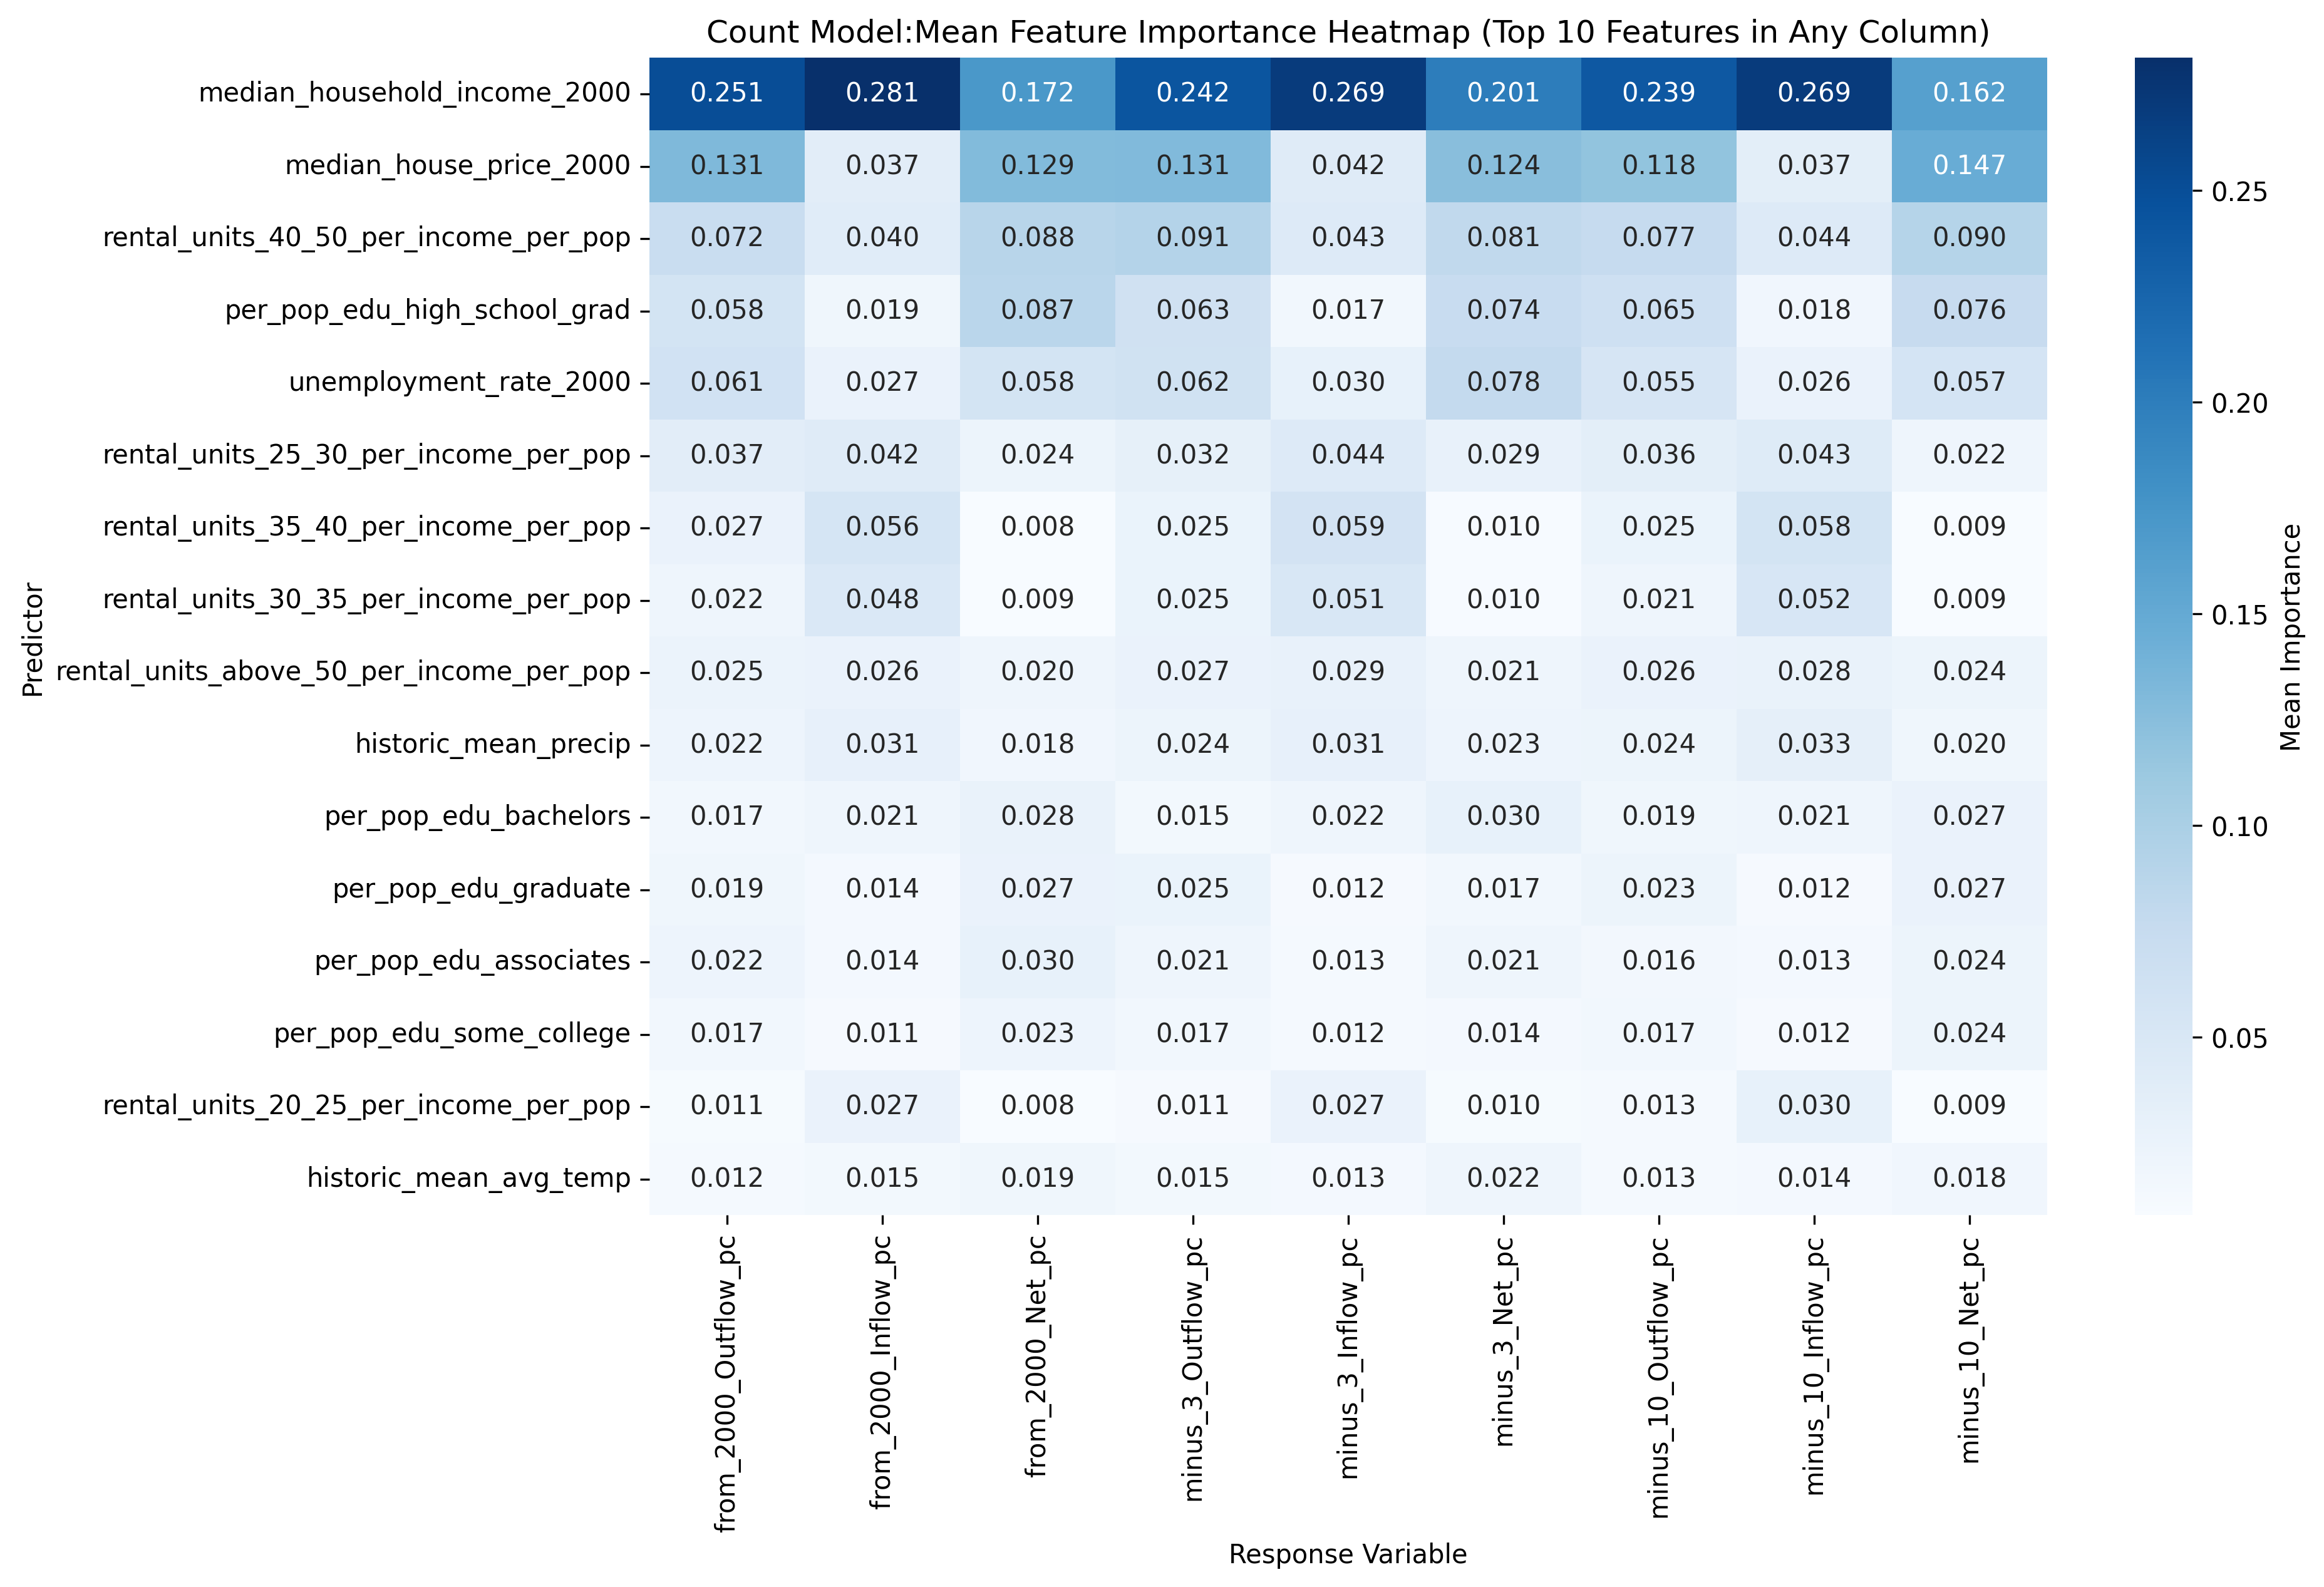 Count Model:Mean Feature Importance Heatmap (Top 10 Features in Any Column)
median_household_income_2000 0.251 0.281 0.172 0.242 0.269 0.201 0.239 0.269 0.162
median_house_price_2000 0.131 0.037 0.129 0.131 0.042 0.124 0.118 0.037 0.147
rental_units_40_50_per_income_per_pop 0.072 0.040 0.088 0.091 0.043 0.081 0.077 0.044 0.090
per_pop_edu_high_school_grad 0.058 0.019 0.087 0.063 0.017 0.074 0.065 0.018 0.076
unemployment_rate_2000 0.061 0.027 0.058 0.062 0.030 0.078 0.055 0.026 0.057
rental_units_25_30_per_income_per_pop 0.037 0.042 0.024 0.032 0.044 0.029 0.036 0.043 0.022
rental_units_35_40_per_income_per_pop 0.027 0.056 0.008 0.025 0.059 0.010 0.025 0.058 0.009
rental_units_30_35_per_income_per_pop 0.022 0.048 0.009 0.025 0.051 0.010 0.021 0.052 0.009
rental_units_above_50_per_income_per_pop 0.025 0.026 0.020 0.027 0.029 0.021 0.026 0.028 0.024
historic_mean_precip 0.022 0.031 0.018 0.024 0.031 0.023 0.024 0.033 0.020
per_pop_edu_bachelors 0.017 0.021 0.028 0.015 0.022 0.030 0.019 0.021 0.027
per_pop_edu_graduate 0.019 0.014 0.027 0.025 0.012 0.017 0.023 0.012 0.027
per_pop_edu_associates 0.022 0.014 0.030 0.021 0.013 0.021 0.016 0.013 0.024
per_pop_edu_some_college 0.017 0.011 0.023 0.017 0.012 0.014 0.017 0.012 0.024
rental_units_20_25_per_income_per_pop 0.011 0.027 0.008 0.011 0.027 0.010 0.013 0.030 0.009
historic_mean_avg_temp 0.012 0.015 0.019 0.015 0.013 0.022 0.013 0.014 0.018
Predictor
from_2000_Outflow_pc
from_2000_Inflow_pc
from_2000_Net_pc
minus_3_Outflow_pc
minus_3_Inflow_pc
minus_3_Net_pc
minus_10_Outflow_pc
minus_10_Inflow_pc
minus_10_Net_pc
Response Variable
0.25
0.20
0.15
0.10
0.05
Mean Importance